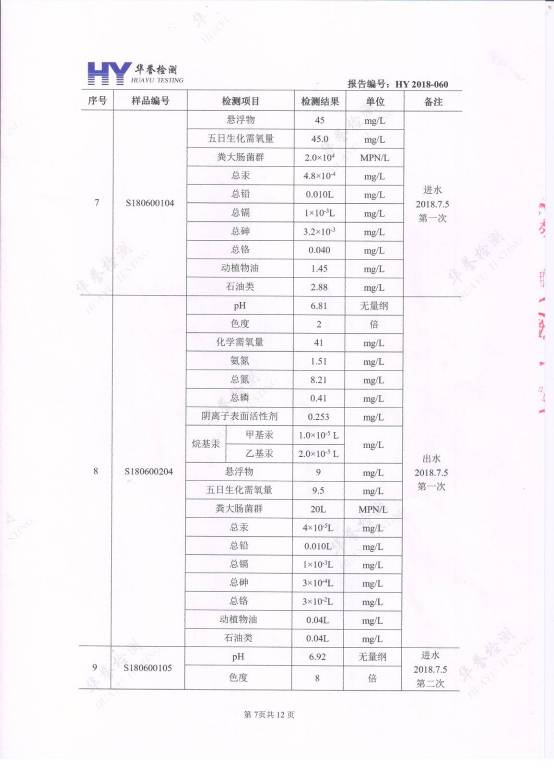 HY 华誉检测
HUAYU TESTING
报告编号：HY 2018-060
序号 样品编号 检测项目 检测结果 单位 备注
7 S180600104 进水 2018.7.5 第一次
悬浮物 45 mg/L
五日生化需氧量 45.0 mg/L
粪大肠菌群 2.0×10⁴ MPN/L
总汞 4.8×10⁻⁴ mg/L
总铅 0.010L mg/L
总镉 1×10⁻³L mg/L
总砷 3.2×10⁻³ mg/L
总铬 0.040 mg/L
动植物油 1.45 mg/L
石油类 2.88 mg/L
8 S180600204 出水 2018.7.5 第一次
pH 6.81 无量纲
色度 2 倍
化学需氧量 41 mg/L
氨氮 1.51 mg/L
总氮 8.21 mg/L
总磷 0.41 mg/L
阴离子表面活性剂 0.253 mg/L
烷基汞 甲基汞 1.0×10⁻⁵ L mg/L
乙基汞 2.0×10⁻⁵ L
悬浮物 9 mg/L
五日生化需氧量 9.5 mg/L
粪大肠菌群 20L MPN/L
总汞 4×10⁻⁵L mg/L
总铅 0.010L mg/L
总镉 1×10⁻³L mg/L
总砷 3×10⁻⁴L mg/L
总铬 3×10⁻²L mg/L
动植物油 0.04L mg/L
石油类 0.04L mg/L
9 S180600105 进水 2018.7.5 第二次
pH 6.92 无量纲
色度 8 倍
第 7页共 12 页